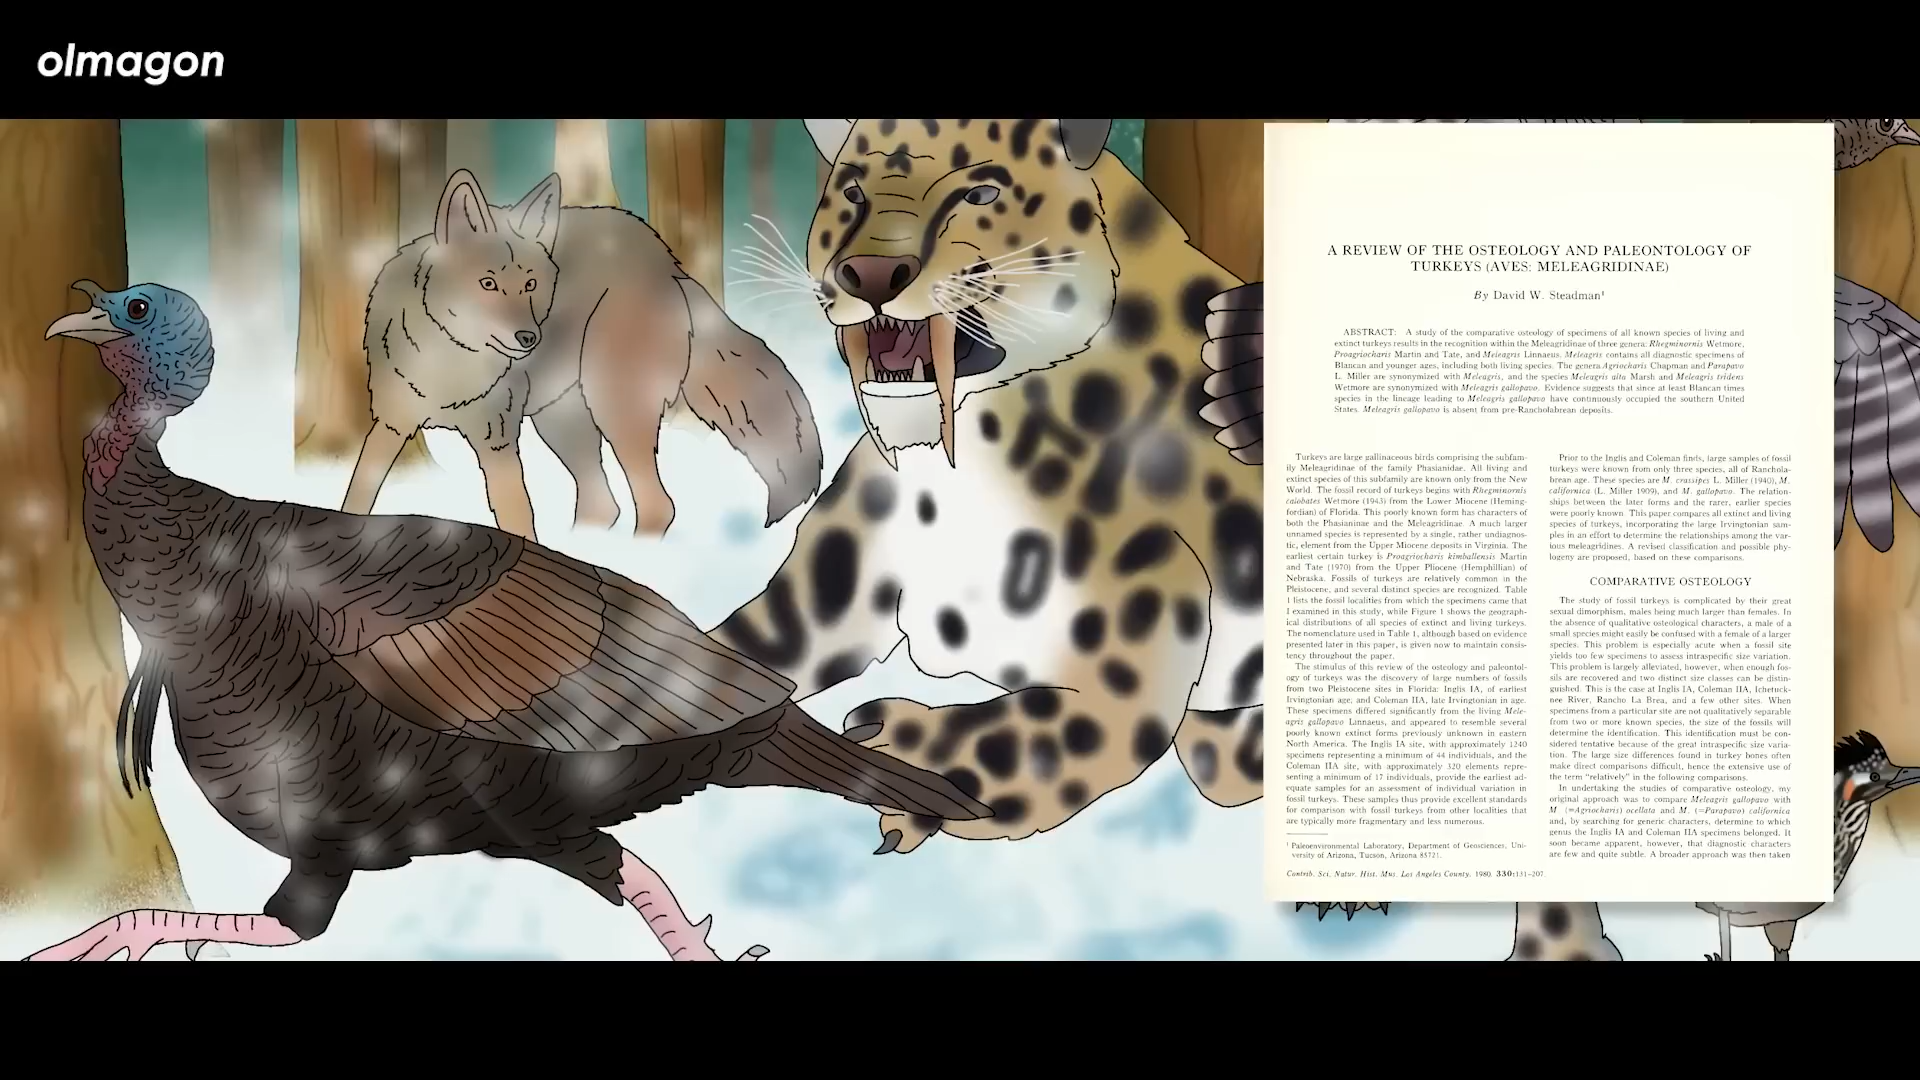 olmagon
A REVIEW OF THE OSTEOLOGY AND PALEONTOLOGY OF
TURKEYS (AVES: MELEAGRIDINAE)
By David W. Steadman¹
ABSTRACT: A study of the comparative osteology of specimens of all known species of living and
extinct turkeys results in the recognition within the Meleagridinae of three genera: Rhegminornis Wetmore,
Proagriocharis Martin and Tate, and Meleagris Linnaeus. Meleagris contains all diagnostic specimens of
Blancan and younger ages, including both living species. The genera Agriocharis Chapman and Parapavo
L. Miller are synonymized with Meleagris, and the species Meleagris alta Marsh and Meleagris tridens
Wetmore are synonymized with Meleagris gallopavo. Evidence suggests that since at least Blancan times
species in the lineage leading to Meleagris gallopavo have continuously occupied the southern United
States. Meleagris gallopavo is absent from pre-Rancholabrean deposits.
Turkeys are large gallinaceous birds comprising the subfam-
ily Meleagridinae of the family Phasianidae. All living and
extinct species of this subfamily are known only from the New
World. The fossil record of turkeys begins with Rhegminornis
calobates Wetmore (1943) from the Lower Miocene (Heming-
fordian) of Florida. This poorly known form has characters of
both the Phasianinae and the Meleagridinae. A much larger
unnamed species is represented by a single, rather undiagnos-
tic, element from the Upper Miocene deposits in Virginia. The
earliest certain turkey is Proagriocharis kimballensis Martin
and Tate (1970) from the Upper Pliocene (Hemphillian) of
Nebraska. Fossils of turkeys are relatively common in the
Pleistocene, and several distinct species are recognized. Table
1 lists the fossil localities from which the specimens came that
I examined in this study, while Figure 1 shows the geograph-
ical distributions of all species of extinct and living turkeys.
The nomenclature used in Table 1, although based on evidence
presented later in this paper, is given now to maintain consis-
tency throughout the paper.
The stimulus of this review of the osteology and paleontol-
ogy of turkeys was the discovery of large numbers of fossils
from two Pleistocene sites in Florida: Inglis IA, of earliest
Irvingtonian age, and Coleman IIA, late Irvingtonian in age.
These specimens differed significantly from the living Mele-
agris gallopavo Linnaeus, and appeared to resemble several
poorly known extinct forms previously unknown in eastern
North America. The Inglis IA site, with approximately 1240
specimens representing a minimum of 44 individuals, and the
Coleman IIA site, with approximately 320 elements repre-
senting a minimum of 17 individuals, provide the earliest ad-
equate samples for an assessment of individual variation in
fossil turkeys. These samples thus provide excellent standards
for comparison with fossil turkeys from other localities that
are typically more fragmentary and less numerous.
¹ Paleoenvironmental Laboratory, Department of Geosciences, Uni-
versity of Arizona, Tucson, Arizona 85721.
Contrib. Sci. Natur. Hist. Mus. Los Angeles County. 1980. 330:131-207.
Prior to the Inglis and Coleman finds, large samples of fossil
turkeys were known from only three species, all of Rancholа-
brean age. These species are M. crassipes L. Miller (1940), M.
californica (L. Miller 1909), and M. gallopavo. The relation-
ships between the later forms and the rarer, earlier species
were poorly known. This paper compares all extinct and living
species of turkeys, incorporating the large Irvingtonian sam-
ples in an effort to determine the relationships among the var-
ious meleagridines. A revised classification and possible phy-
logeny are proposed, based on these comparisons.
COMPARATIVE OSTEOLOGY
The study of fossil turkeys is complicated by their great
sexual dimorphism, males being much larger than females. In
the absence of qualitative osteological characters, a male of a
small species might easily be confused with a female of a larger
species. This problem is especially acute when a fossil site
yields too few specimens to assess intraspecific size variation.
This problem is largely alleviated, however, when enough fos-
sils are recovered and two distinct size classes can be distin-
guished. This is the case at Inglis IA, Coleman IIA, Ichetuck-
nee River, Rancho La Brea, and a few other sites. When
specimens from a particular site are not qualitatively separable
from two or more known species, the size of the fossils will
determine the identification. This identification must be con-
sidered tentative because of the great intraspecific size varia-
tion. The large size differences found in turkey bones often
make direct comparisons difficult, hence the extensive use of
the term "relatively" in the following comparisons.
In undertaking the studies of comparative osteology, my
original approach was to compare Meleagris gallopavo with
M. (=Agriocharis) ocellata and M. (=Parapavo) californica
and, by searching for generic characters, determine to which
genus the Inglis IA and Coleman IIA specimens belonged. It
soon became apparent, however, that diagnostic characters
are few and quite subtle. A broader approach was then taken